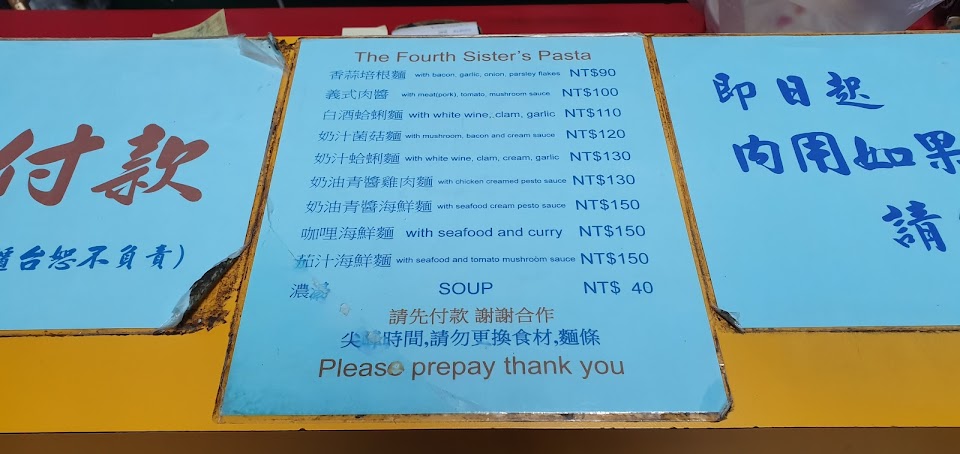 付款
櫃台恕不負責)
The Fourth Sister's Pasta
香蒜培根麵 with bacon, garlic, onion, parsley flakes NT$90
義式肉醬 with meat(pork), tomato, mushroom sauce NT$100
白酒蛤蜊麵 with white wine, clam, garlic NT$110
奶汁菌菇麵 with mushroom, bacon and cream sauce NT$120
奶汁蛤蜊麵 with white wine, clam, cream, garlic NT$130
奶油青醬雞肉麵 with chicken creamed pesto sauce NT$130
奶油青醬海鮮麵 with seafood cream pesto sauce NT$150
咖哩海鮮麵 with seafood and curry NT$150
茄汁海鮮麵 with seafood and tomato mushroom sauce NT$150
濃湯 SOUP NT$ 40
請先付款 謝謝合作
尖峰時間,請勿更換食材,麵條
Please prepay thank you
即日起
內用如果
請